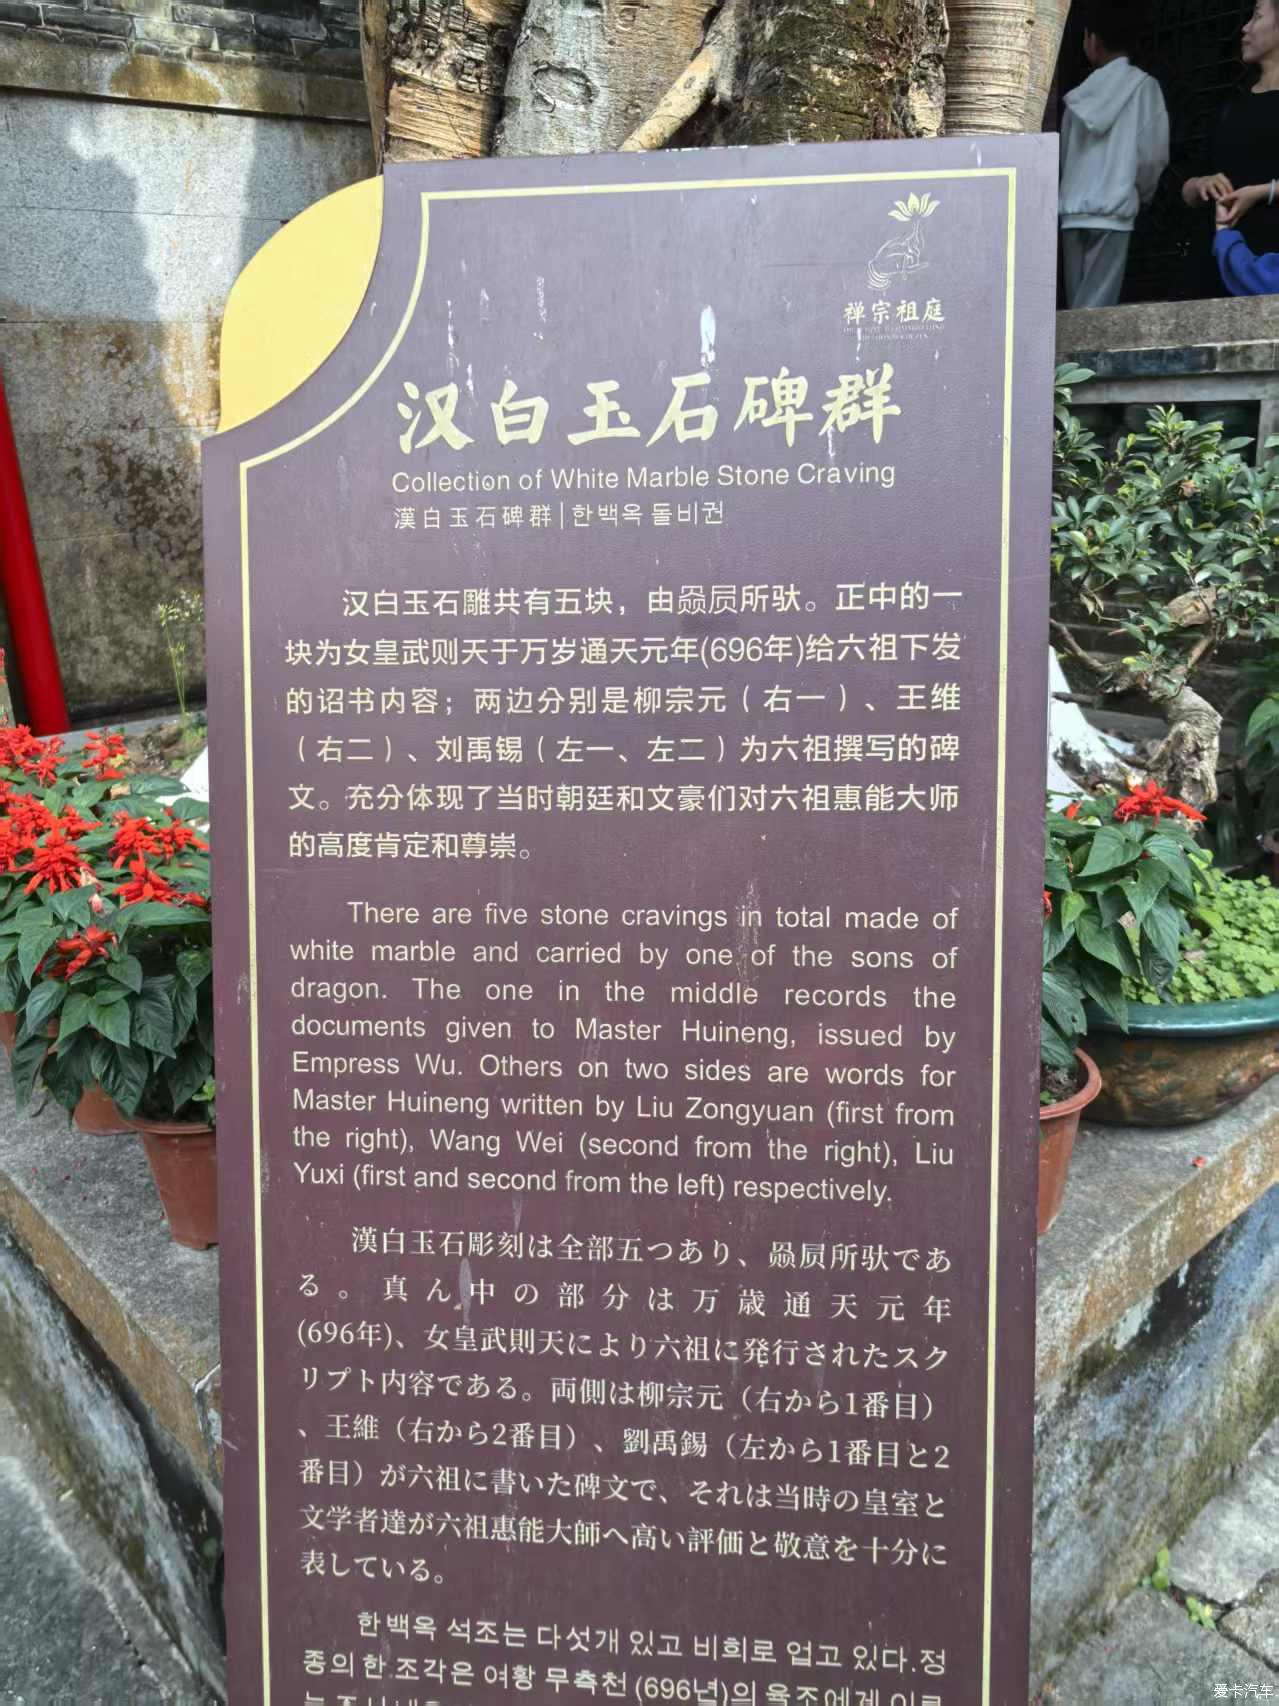 禅宗祖庭
汉白玉石碑群
Collection of White Marble Stone Craving
漢白玉石碑群|한백옥 돌비권
汉白玉石雕共有五块，由赑屃所驮。正中的一
块为女皇武则天于万岁通天元年(696年)给六祖下发
的诏书内容；两边分别是柳宗元（右一）、王维
（右二）、刘禹锡（左一、左二）为六祖撰写的碑
文。充分体现了当时朝廷和文豪们对六祖惠能大师
的高度肯定和尊崇。
There are five stone cravings in total made of
white marble and carried by one of the sons of
dragon. The one in the middle records the
documents given to Master Huineng, issued by
Empress Wu. Others on two sides are words for
Master Huineng written by Liu Zongyuan (first from
the right), Wang Wei (second from the right), Liu
Yuxi (first and second from the left) respectively.
漢白玉石彫刻は全部五つあり、赑屃所驮であ
る。真ん中の部分は万歳通天元年
(696年)、女皇武則天により六祖に発行されたスク
リプト内容である。両側は柳宗元（右から1番目）
、王維（右から2番目）、劉禹錫（左から1番目と2
番目）が六祖に書いた碑文で、それは当時の皇室と
文学者達が六祖惠能大師へ高い評価と敬意を十分に
表している。
한백옥 석조는 다섯개 있고 비희로 업고 있다.정
종의 한 조각은 여황 무측천 (696년)의 육조에게 이르
爱卡汽车